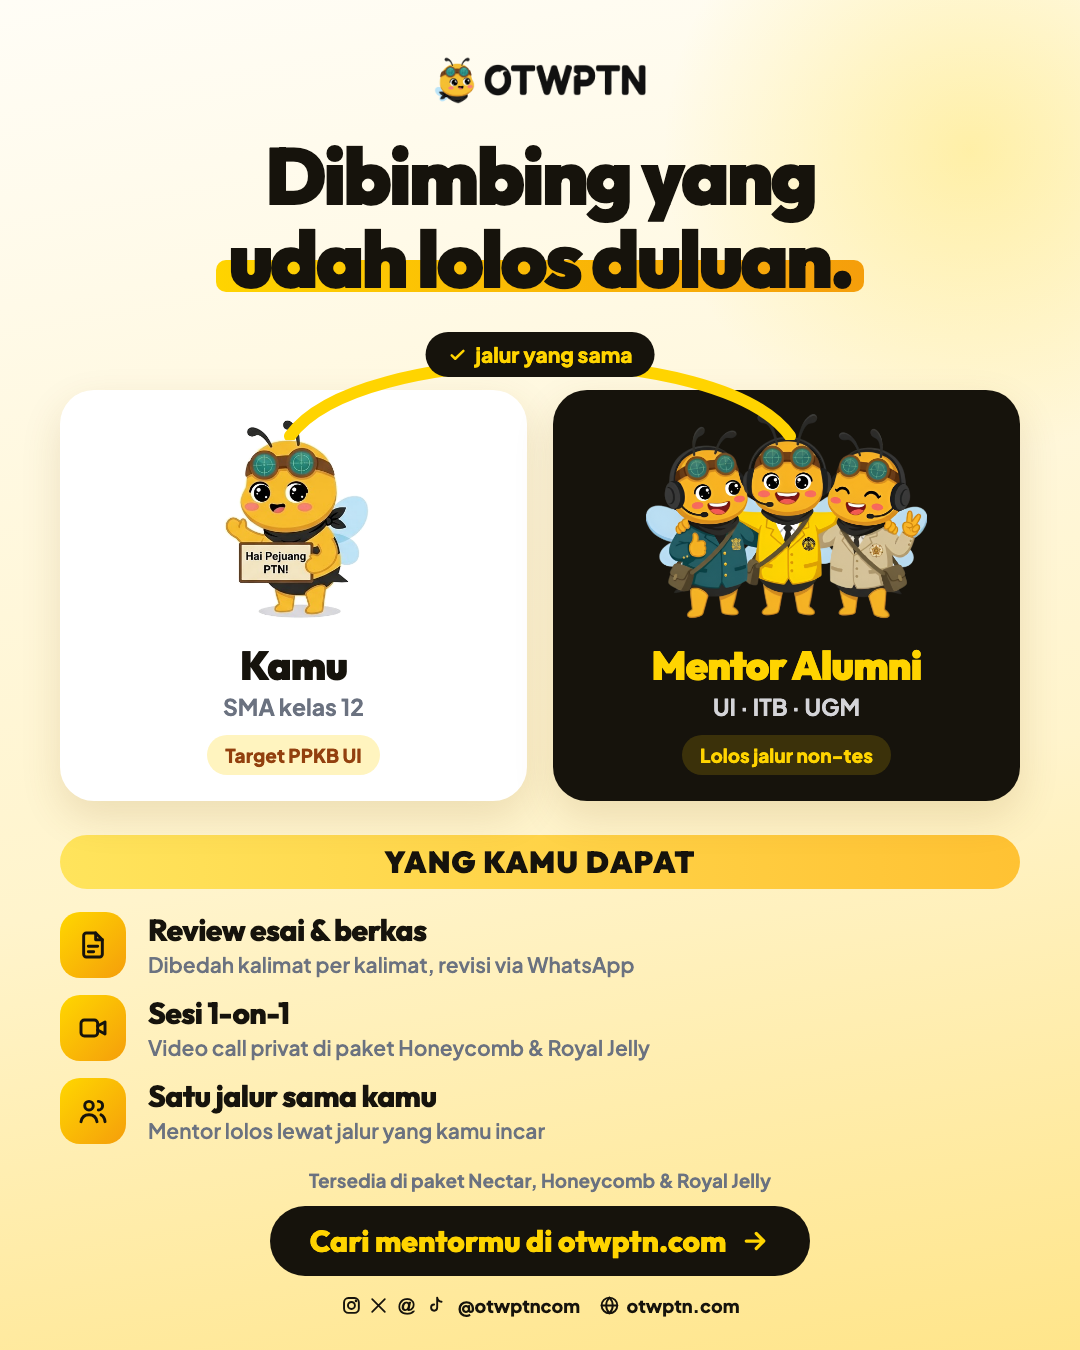 OTWPTN
Dibimbing yang
udah lolos duluan.
jalur yang sama
Hai Pejuang
PTN!
Kamu
SMA kelas 12
Target PPKB UI
Mentor Alumni
UI · ITB · UGM
Lolos jalur non-tes
YANG KAMU DAPAT
Review esai & berkas
Dibedah kalimat per kalimat, revisi via WhatsApp
Sesi 1-on-1
Video call privat di paket Honeycomb & Royal Jelly
Satu jalur sama kamu
Mentor lolos lewat jalur yang kamu incar
Tersedia di paket Nectar, Honeycomb & Royal Jelly
Cari mentormu di otwptn.com →
@otwptncom otwptn.com